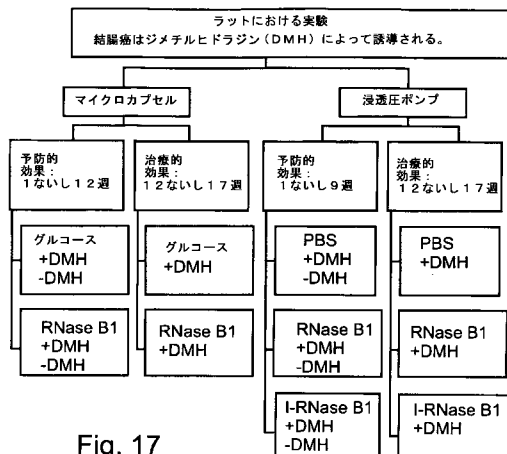 ラットにおける実験
結腸癌はジメチルヒドラジン（DMH）によって誘導される。
マイクロカプセル
浸透圧ポンプ
予防的
効果：
1ないし12週
治療的
効果：
12ないし17週
予防的
効果：
1ないし9週
治療的
効果：
12ないし17週
グルコース
+DMH
-DMH
グルコース
+DMH
PBS
+DMH
-DMH
PBS
+DMH
RNase B1
+DMH
-DMH
RNase B1
+DMH
RNase B1
+DMH
-DMH
RNase B1
+DMH
I-RNase B1
+DMH
-DMH
I-RNase B1
+DMH
Fig. 17